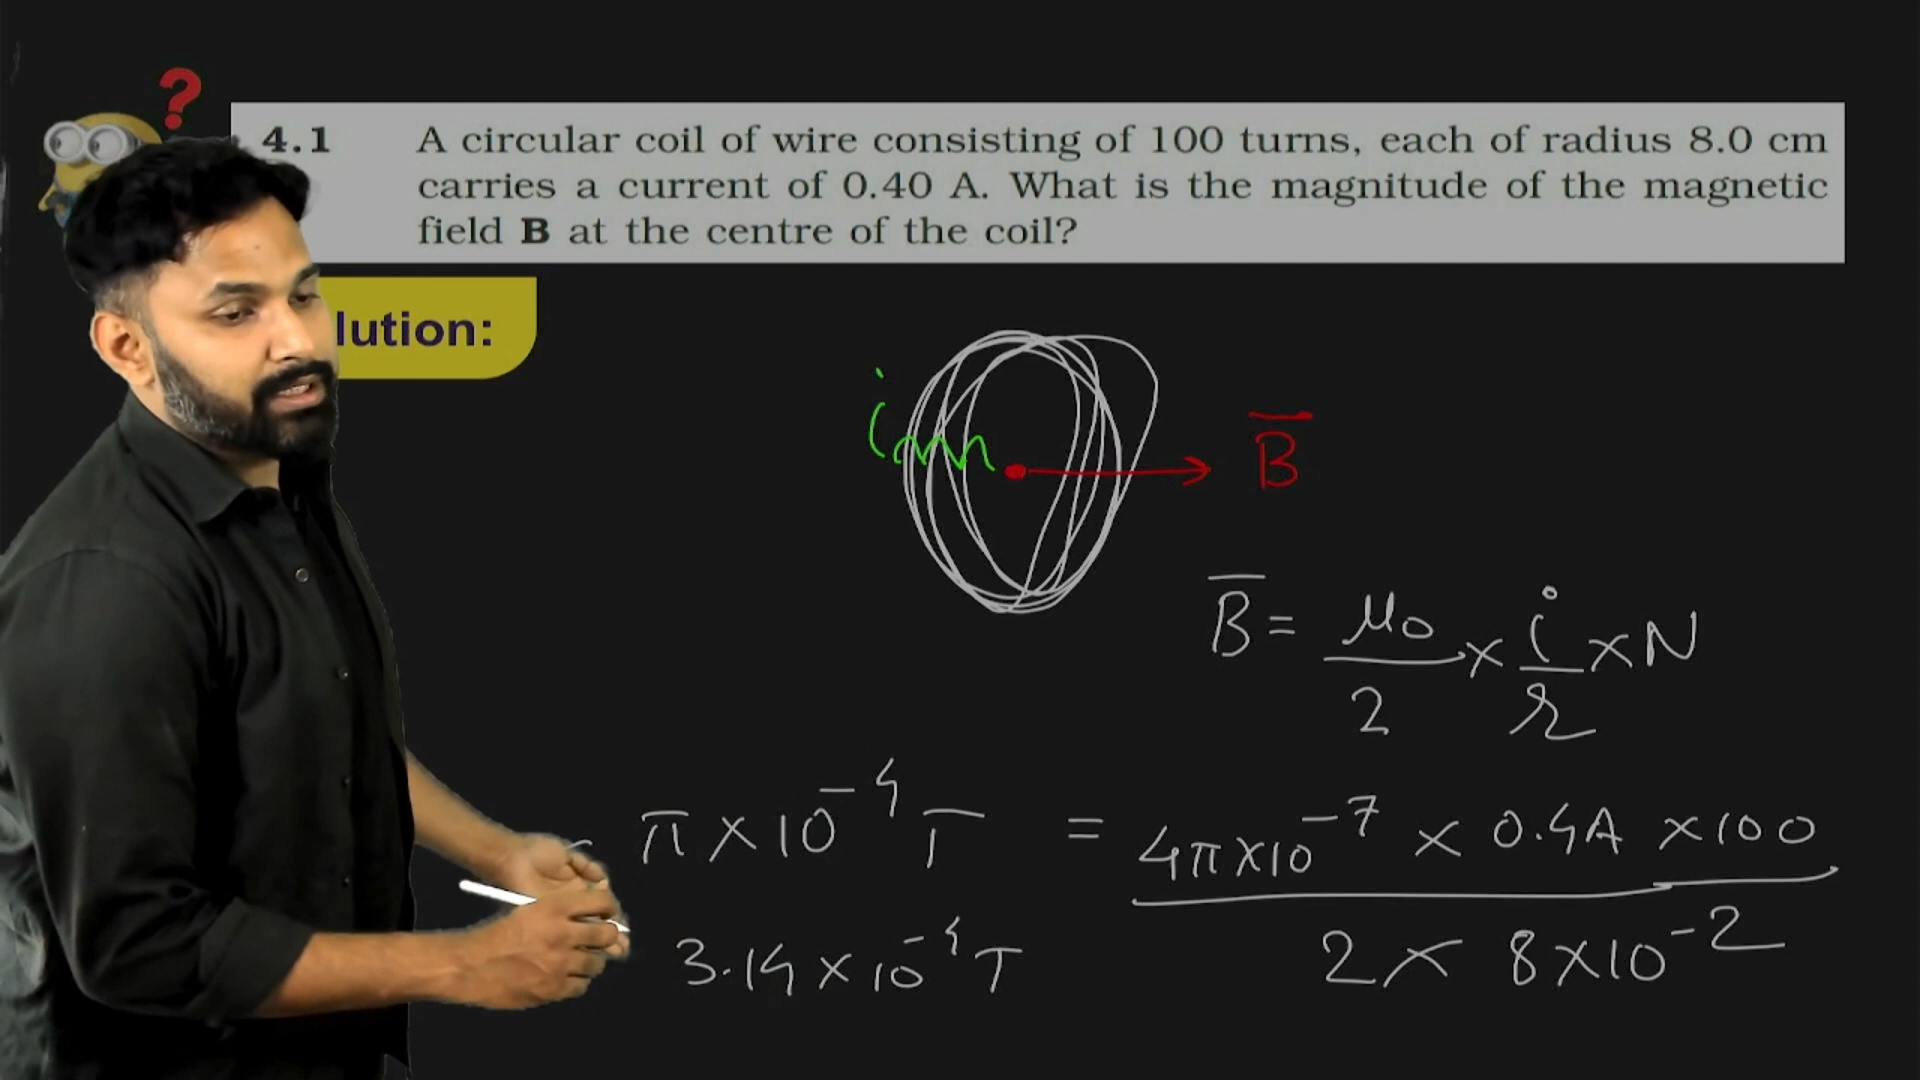 ?
4.1 A circular coil of wire consisting of 100 turns, each of radius 8.0 cm
carries a current of 0.40 A. What is the magnitude of the magnetic
field B at the centre of the coil?
lution:
i
B̅
B̅ = μ₀/2 × i/r × N
= (4π×10⁻⁷ × 0.4A ×100)/(2 × 8×10⁻²)
π×10⁻⁴ T
3.14×10⁻⁴ T